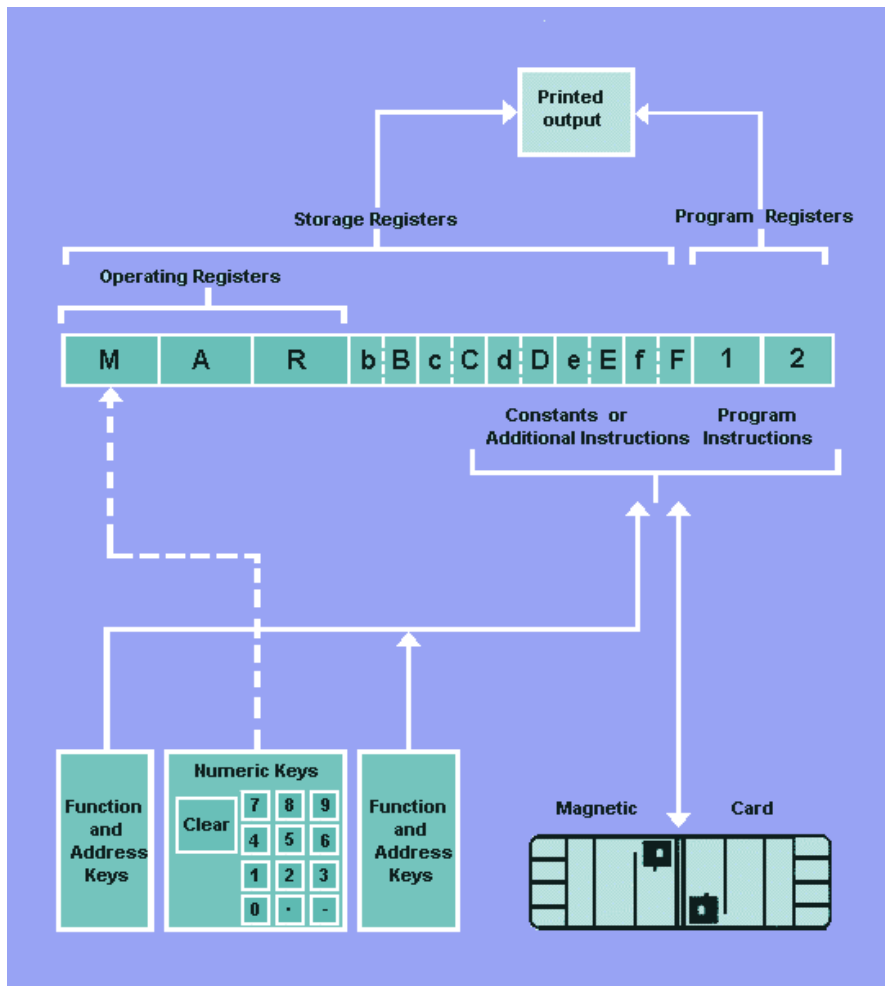 Printed
output
Storage Registers
Program Registers
Operating Registers
M A R b B c C d D e E f F 1 2
Constants or
Additional Instructions
Program
Instructions
Function
and
Address
Keys
Numeric Keys
Clear
7 8 9
4 5 6
1 2 3
0 . -
Function
and
Address
Keys
Magnetic Card